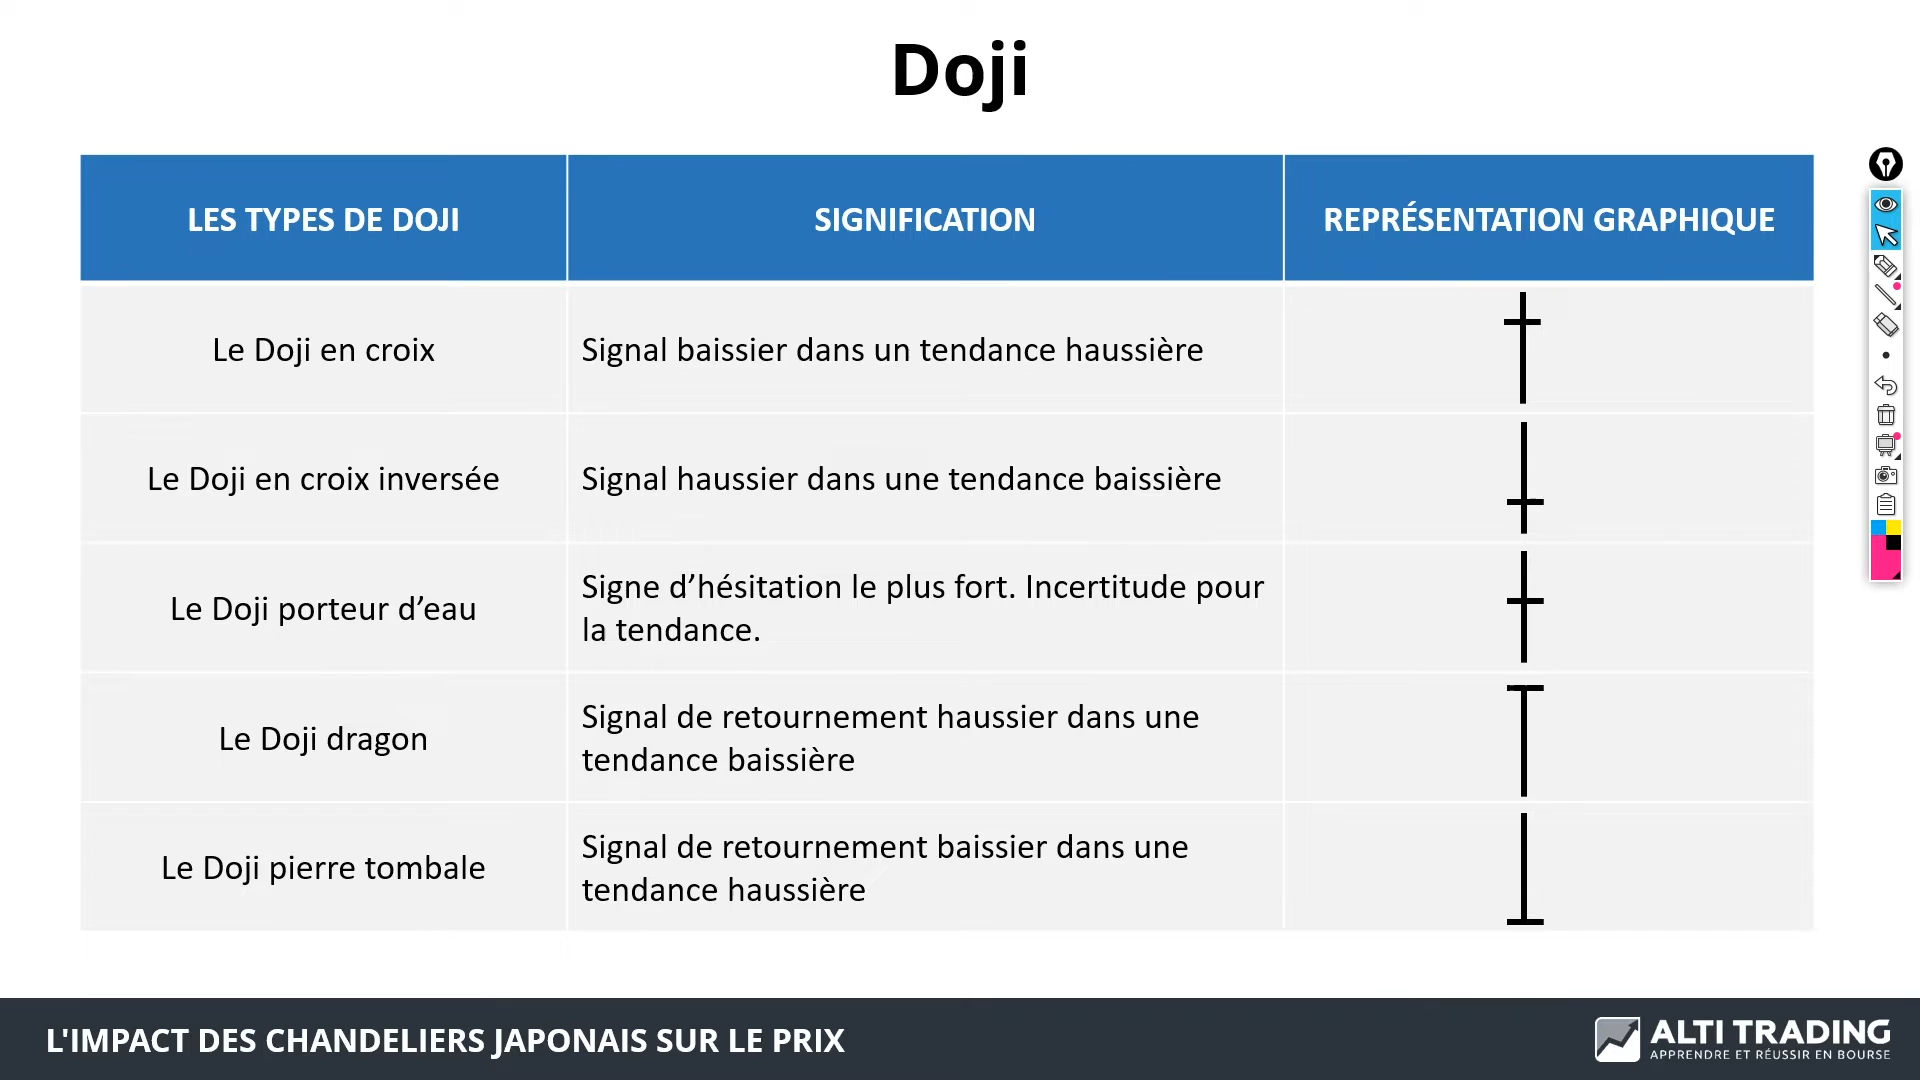 Doji
LES TYPES DE DOJI
SIGNIFICATION
REPRÉSENTATION GRAPHIQUE
Le Doji en croix
Signal baissier dans un tendance haussière
Le Doji en croix inversée
Signal haussier dans une tendance baissière
Le Doji porteur d’eau
Signe d’hésitation le plus fort. Incertitude pour
la tendance.
Le Doji dragon
Signal de retournement haussier dans une
tendance baissière
Le Doji pierre tombale
Signal de retournement baissier dans une
tendance haussière
L'IMPACT DES CHANDELIERS JAPONAIS SUR LE PRIX
ALTI TRADING
APPRENDRE ET RÉUSSIR EN BOURSE